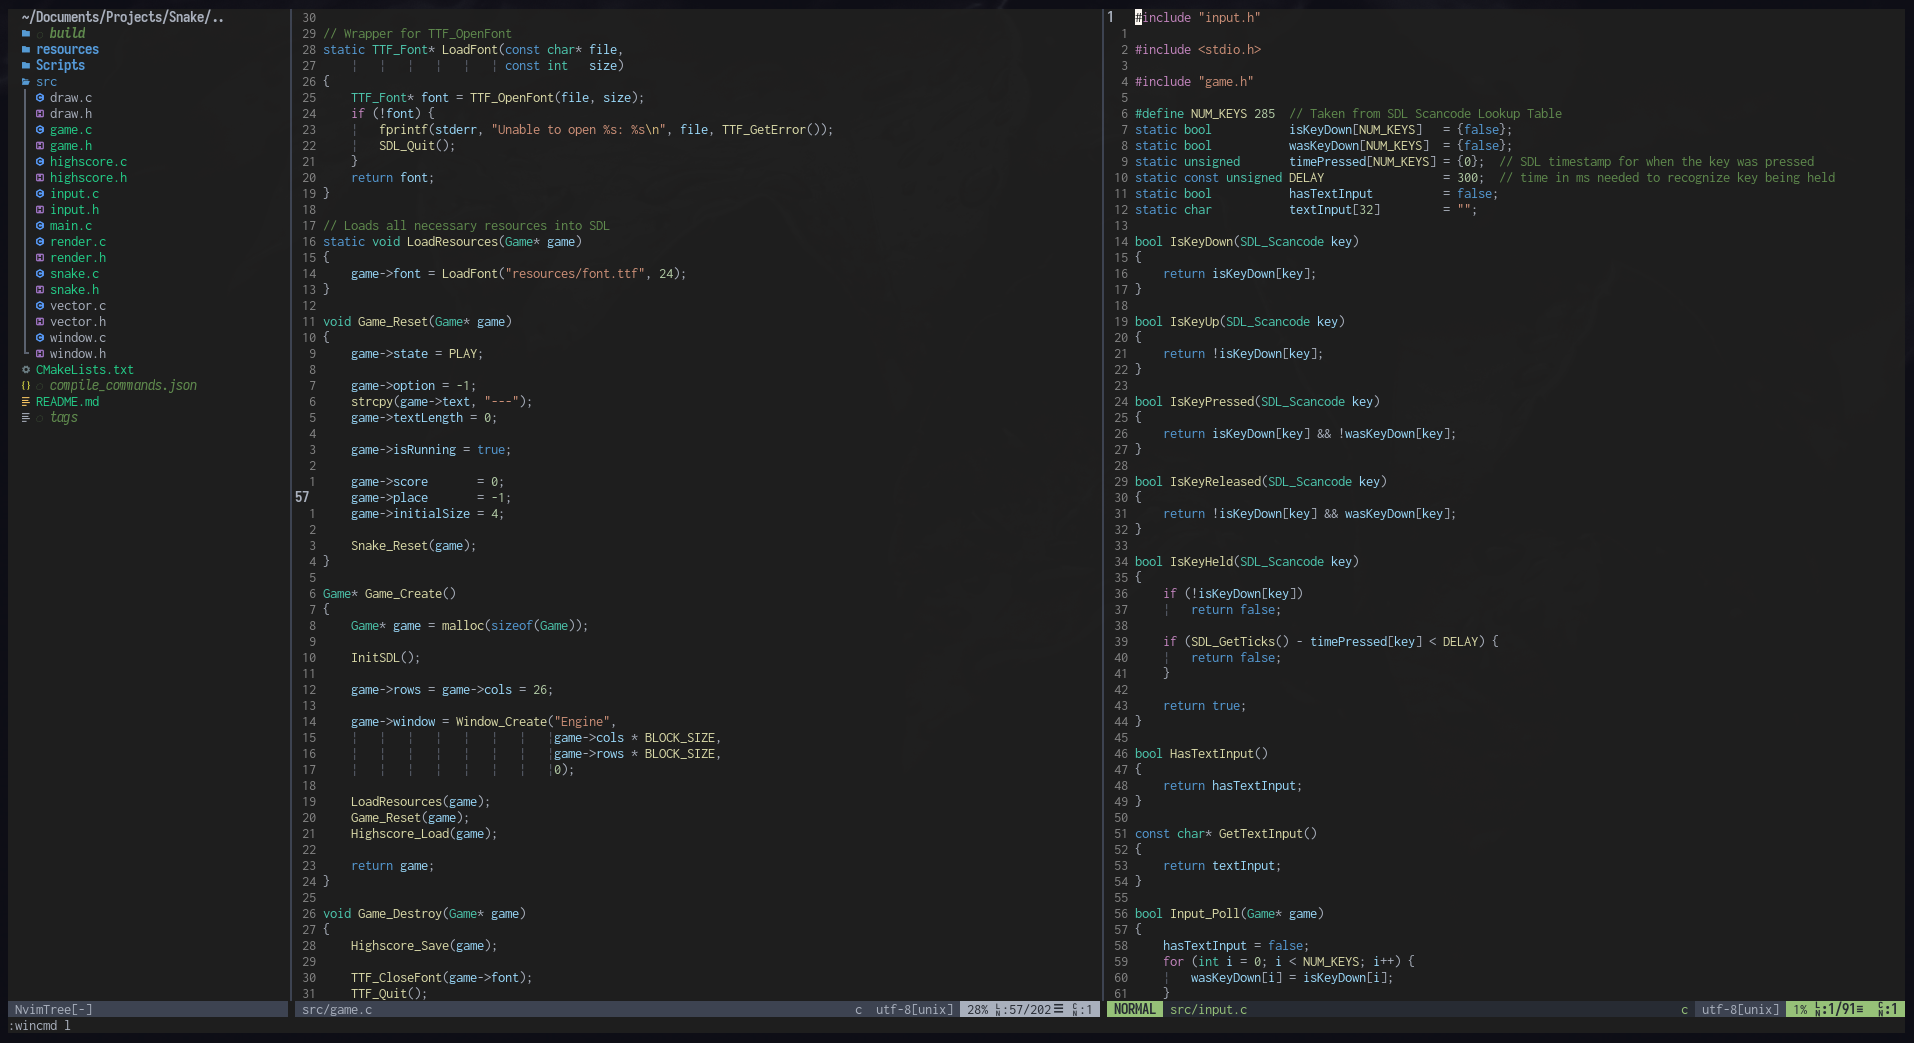 ~/Documents/Projects/Snake/..
build
resources
Scripts
src
draw.c
draw.h
game.c
game.h
highscore.c
highscore.h
input.c
input.h
main.c
render.c
render.h
snake.c
snake.h
vector.c
vector.h
window.c
window.h
CMakeLists.txt
{} compile_commands.json
README.md
tags
NvimTree[-]
30
29 // Wrapper for TTF_OpenFont
28 static TTF_Font* LoadFont(const char* file,
27 const int   size)
26 {
25     TTF_Font* font = TTF_OpenFont(file, size);
24     if (!font) {
23         fprintf(stderr, "Unable to open %s: %s\n", file, TTF_GetError());
22         SDL_Quit();
21     }
20     return font;
19 }
18
17 // Loads all necessary resources into SDL
16 static void LoadResources(Game* game)
15 {
14     game->font = LoadFont("resources/font.ttf", 24);
13 }
12
11 void Game_Reset(Game* game)
10 {
9     game->state = PLAY;
8
7     game->option = -1;
6     strcpy(game->text, "---");
5     game->textLength = 0;
4
3     game->isRunning = true;
2
1     game->score       = 0;
57     game->place       = -1;
1     game->initialSize = 4;
2
3     Snake_Reset(game);
4 }
5
6 Game* Game_Create()
7 {
8     Game* game = malloc(sizeof(Game));
9
10     InitSDL();
11
12     game->rows = game->cols = 26;
13
14     game->window = Window_Create("Engine",
15 game->cols * BLOCK_SIZE,
16 game->rows * BLOCK_SIZE,
17 0);
18
19     LoadResources(game);
20     Game_Reset(game);
21     Highscore_Load(game);
22
23     return game;
24 }
25
26 void Game_Destroy(Game* game)
27 {
28     Highscore_Save(game);
29
30     TTF_CloseFont(game->font);
31     TTF_Quit();
src/game.c c utf-8[unix] 28% LN:57/202☰ CN:1
1 #include "input.h"
1
2 #include <stdio.h>
3
4 #include "game.h"
5
6 #define NUM_KEYS 285  // Taken from SDL Scancode Lookup Table
7 static bool           isKeyDown[NUM_KEYS]   = {false};
8 static bool           wasKeyDown[NUM_KEYS]  = {false};
9 static unsigned       timePressed[NUM_KEYS] = {0};  // SDL timestamp for when the key was pressed
10 static const unsigned DELAY                 = 300;  // time in ms needed to recognize key being held
11 static bool           hasTextInput          = false;
12 static char           textInput[32]         = "";
13
14 bool IsKeyDown(SDL_Scancode key)
15 {
16     return isKeyDown[key];
17 }
18
19 bool IsKeyUp(SDL_Scancode key)
20 {
21     return !isKeyDown[key];
22 }
23
24 bool IsKeyPressed(SDL_Scancode key)
25 {
26     return isKeyDown[key] && !wasKeyDown[key];
27 }
28
29 bool IsKeyReleased(SDL_Scancode key)
30 {
31     return !isKeyDown[key] && wasKeyDown[key];
32 }
33
34 bool IsKeyHeld(SDL_Scancode key)
35 {
36     if (!isKeyDown[key])
37         return false;
38
39     if (SDL_GetTicks() - timePressed[key] < DELAY) {
40         return false;
41     }
42
43     return true;
44 }
45
46 bool HasTextInput()
47 {
48     return hasTextInput;
49 }
50
51 const char* GetTextInput()
52 {
53     return textInput;
54 }
55
56 bool Input_Poll(Game* game)
57 {
58     hasTextInput = false;
59     for (int i = 0; i < NUM_KEYS; i++) {
60         wasKeyDown[i] = isKeyDown[i];
61     }
NORMAL src/input.c c utf-8[unix] 1% LN:1/91≡ CN:1
:wincmd l